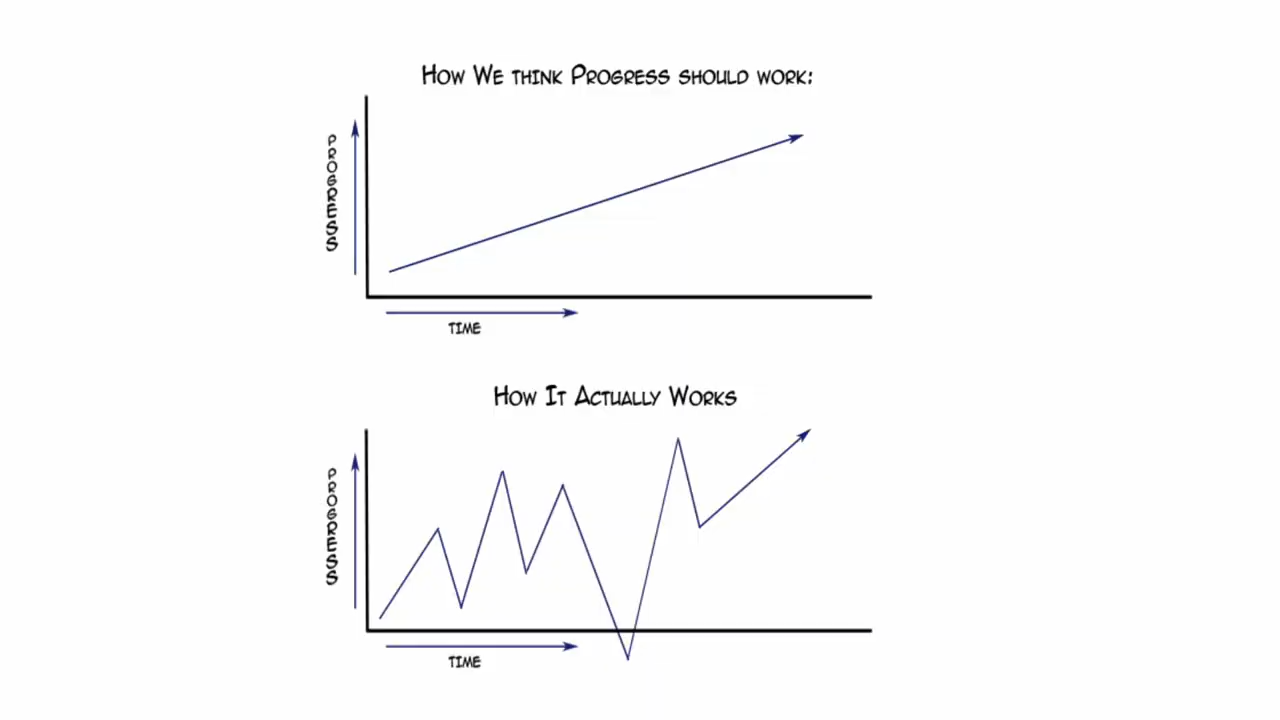 How We think Progress should work:
PROGRESS
TIME
How It Actually Works
PROGRESS
TIME